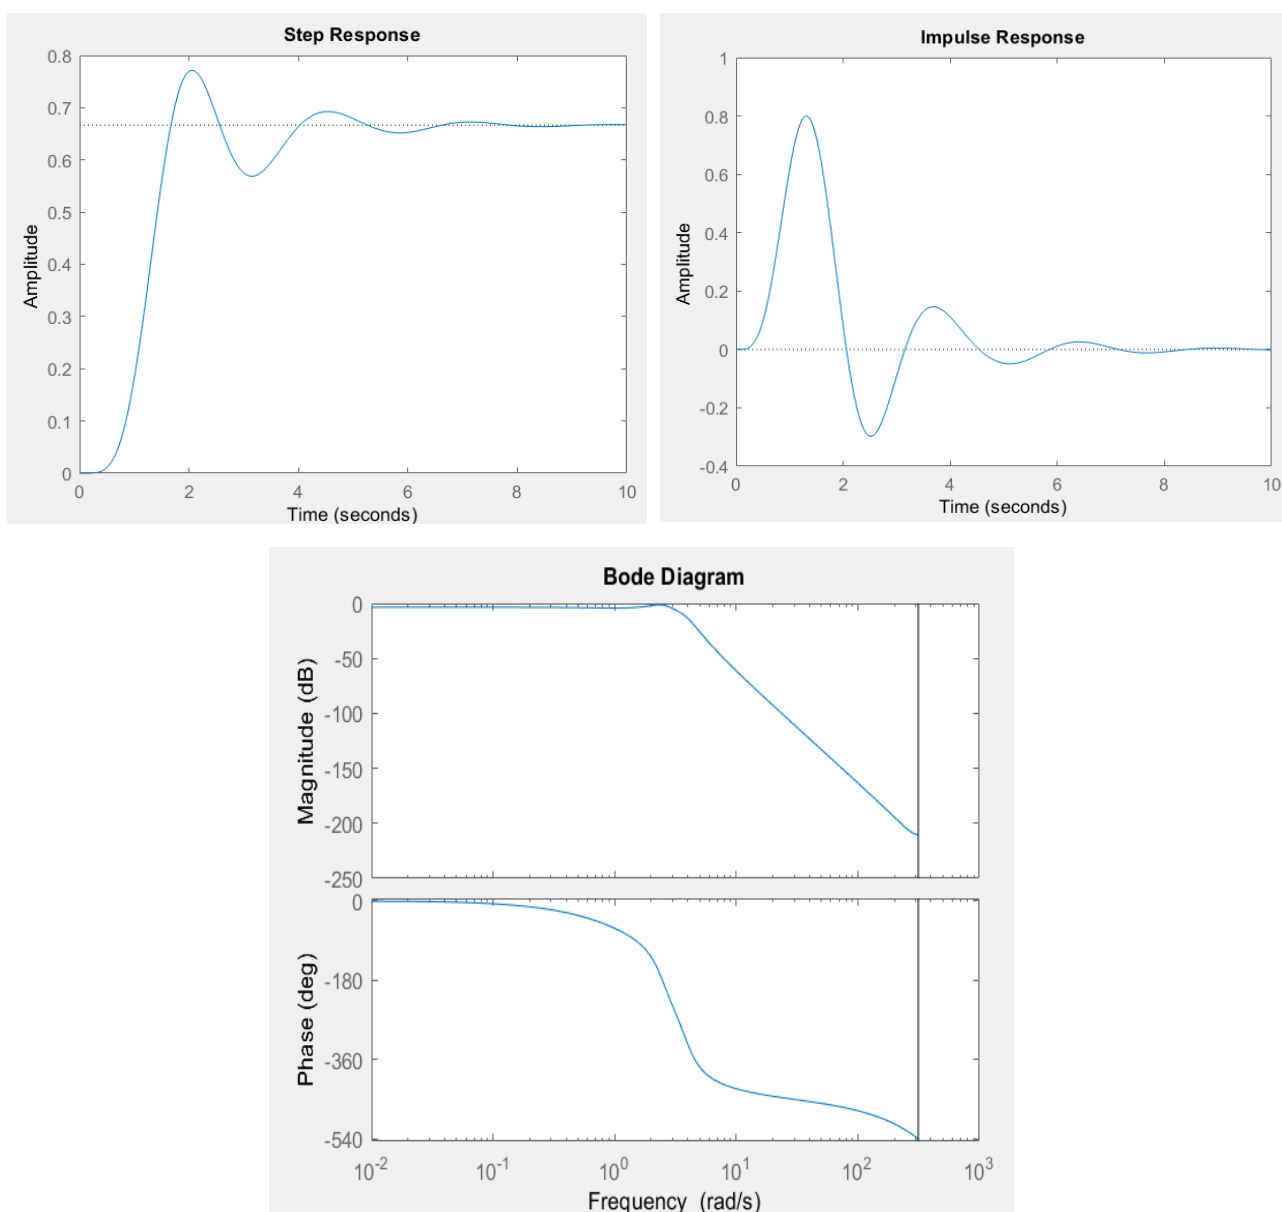 Step Response
0.8
0.7
0.6
0.5
0.4
0.3
0.2
0.1
0
Amplitude
0 2 4 6 8 10
Time (seconds)
Impulse Response
1
0.8
0.6
0.4
0.2
0
-0.2
-0.4
Amplitude
0 2 4 6 8 10
Time (seconds)
Bode Diagram
0
-50
-100
-150
-200
-250
Magnitude (dB)
0
-180
-360
-540
Phase (deg)
10⁻² 10⁻¹ 10⁰ 10¹ 10² 10³
Frequency (rad/s)